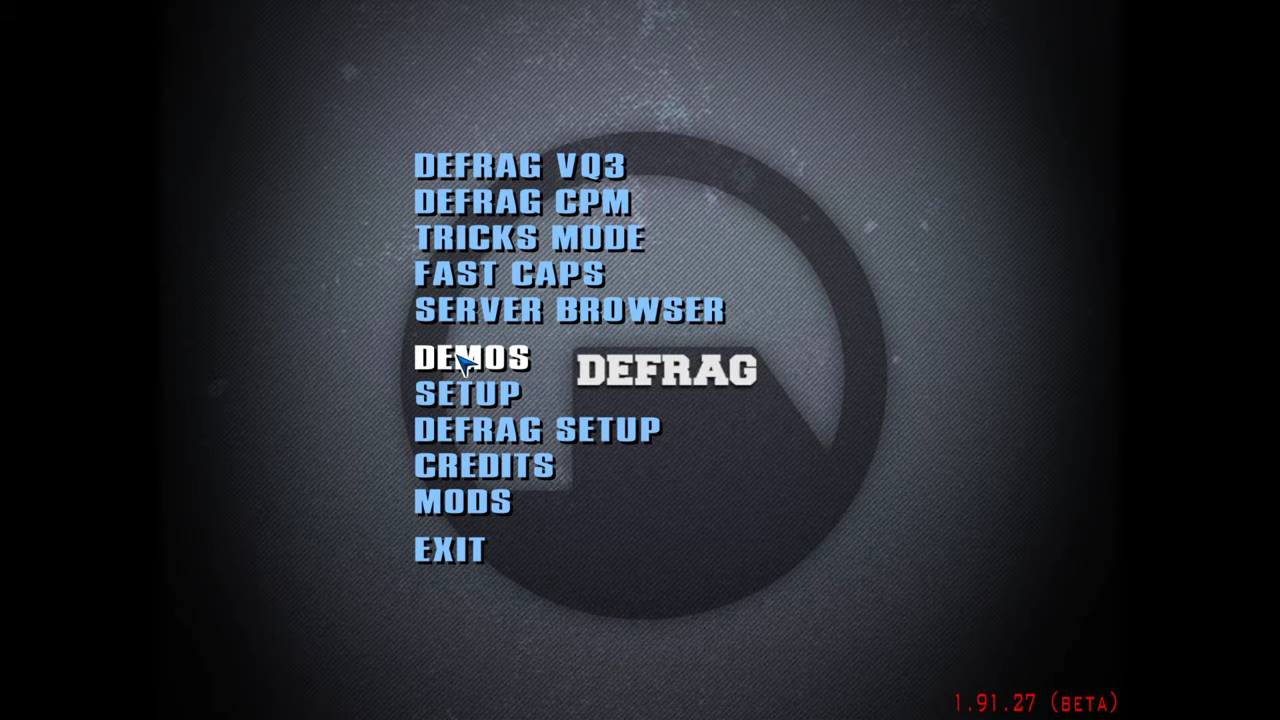 DEFRAG VQ3
DEFRAG CPM
TRICKS MODE
FAST CAPS
SERVER BROWSER
DEMOS
DEFRAG
SETUP
DEFRAG SETUP
CREDITS
MODS
EXIT
1.91.27 (BETA)